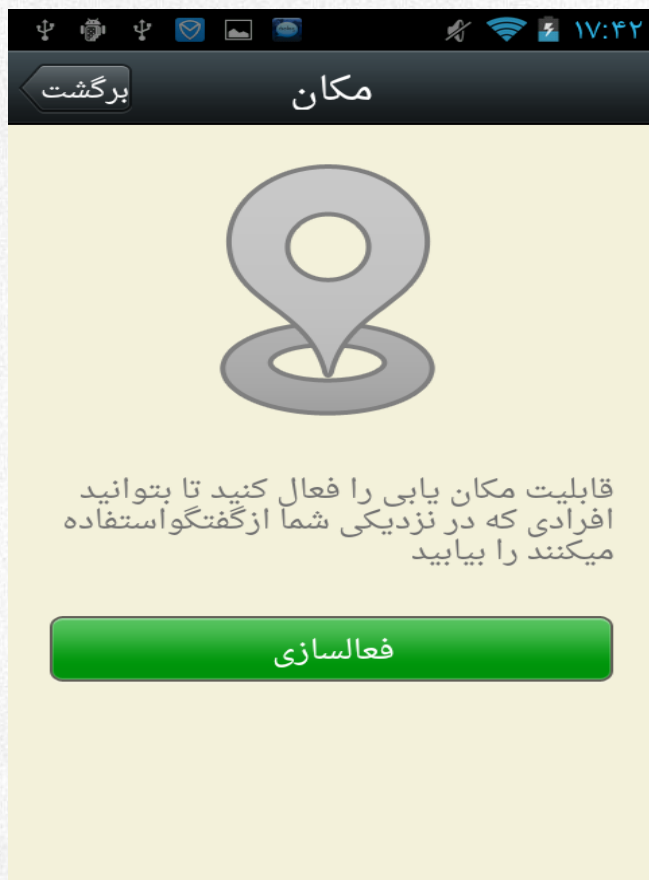 ۱۷:۴۲
مکان
برگشت
قابلیت مکان یابی را فعال کنید تا بتوانید
افرادی که در نزدیکی شما ازگفتگواستفاده
میکنند را بیابید
فعالسازی